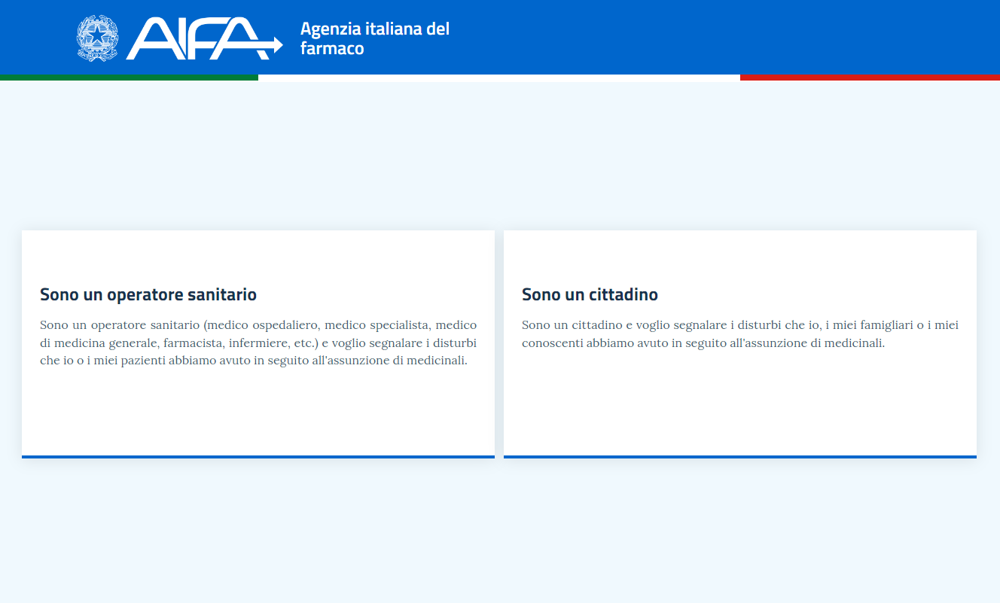 AIFA
Agenzia italiana del
farmaco
Sono un operatore sanitario
Sono un operatore sanitario (medico ospedaliero, medico specialista, medico
di medicina generale, farmacista, infermiere, etc.) e voglio segnalare i disturbi
che io o i miei pazienti abbiamo avuto in seguito all'assunzione di medicinali.
Sono un cittadino
Sono un cittadino e voglio segnalare i disturbi che io, i miei famigliari o i miei
conoscenti abbiamo avuto in seguito all'assunzione di medicinali.